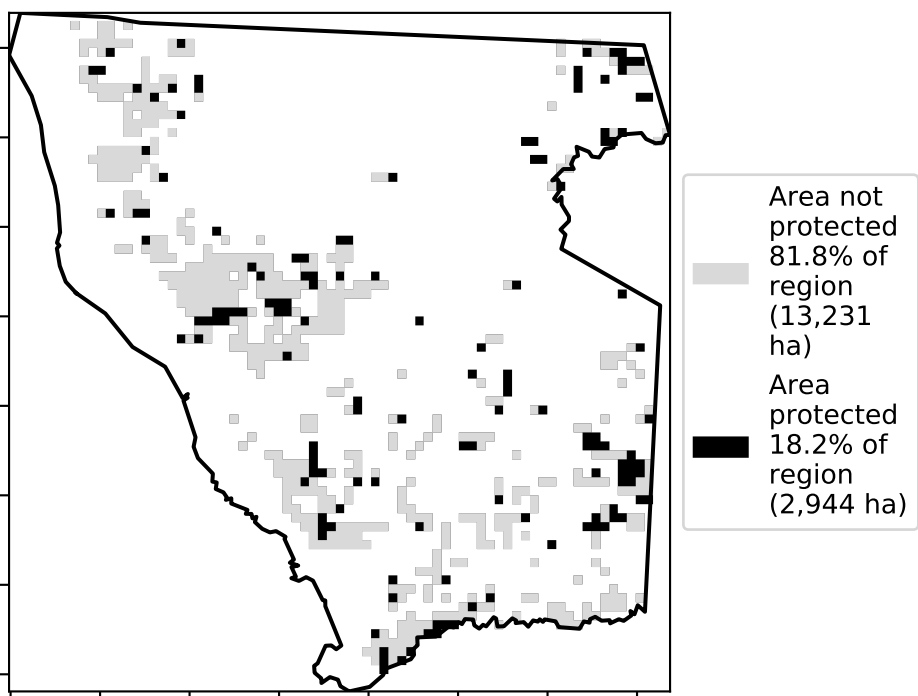 Area not
protected
81.8% of
region
(13,231
ha)
Area
protected
18.2% of
region
(2,944 ha)